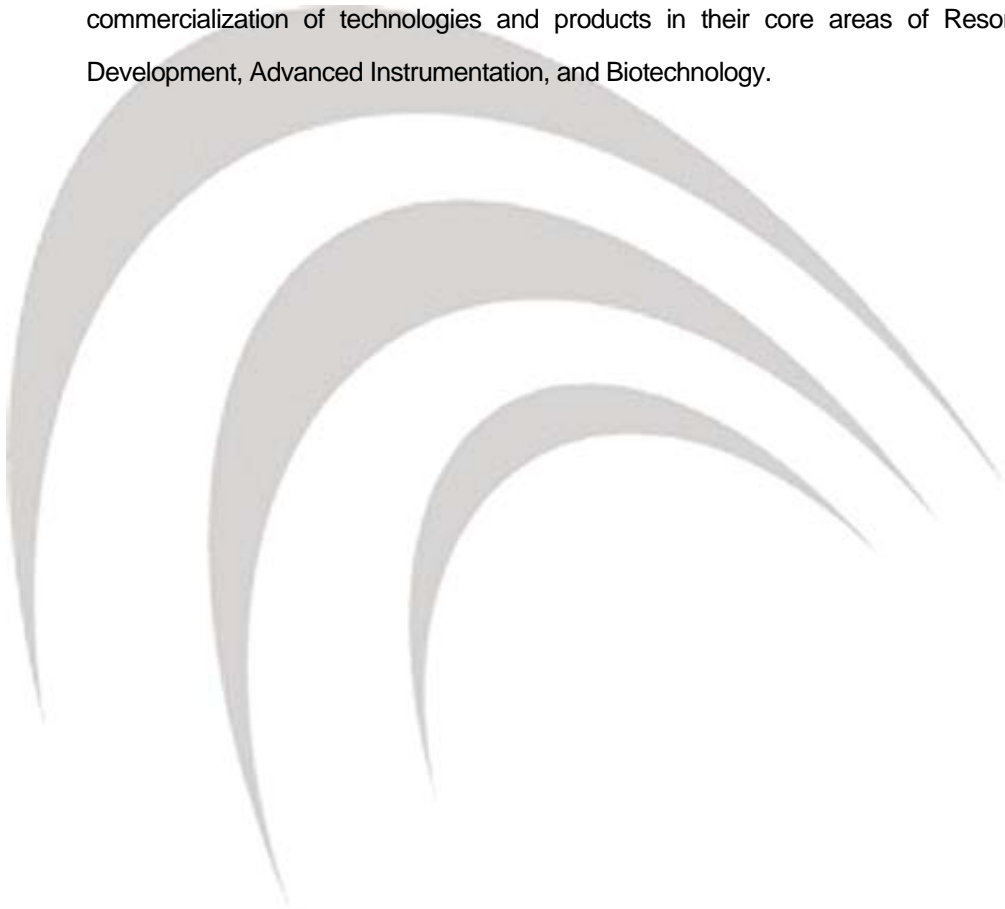 commercialization of technologies and products in their core areas of
Development, Advanced Instrumentation, and Biotechnology.